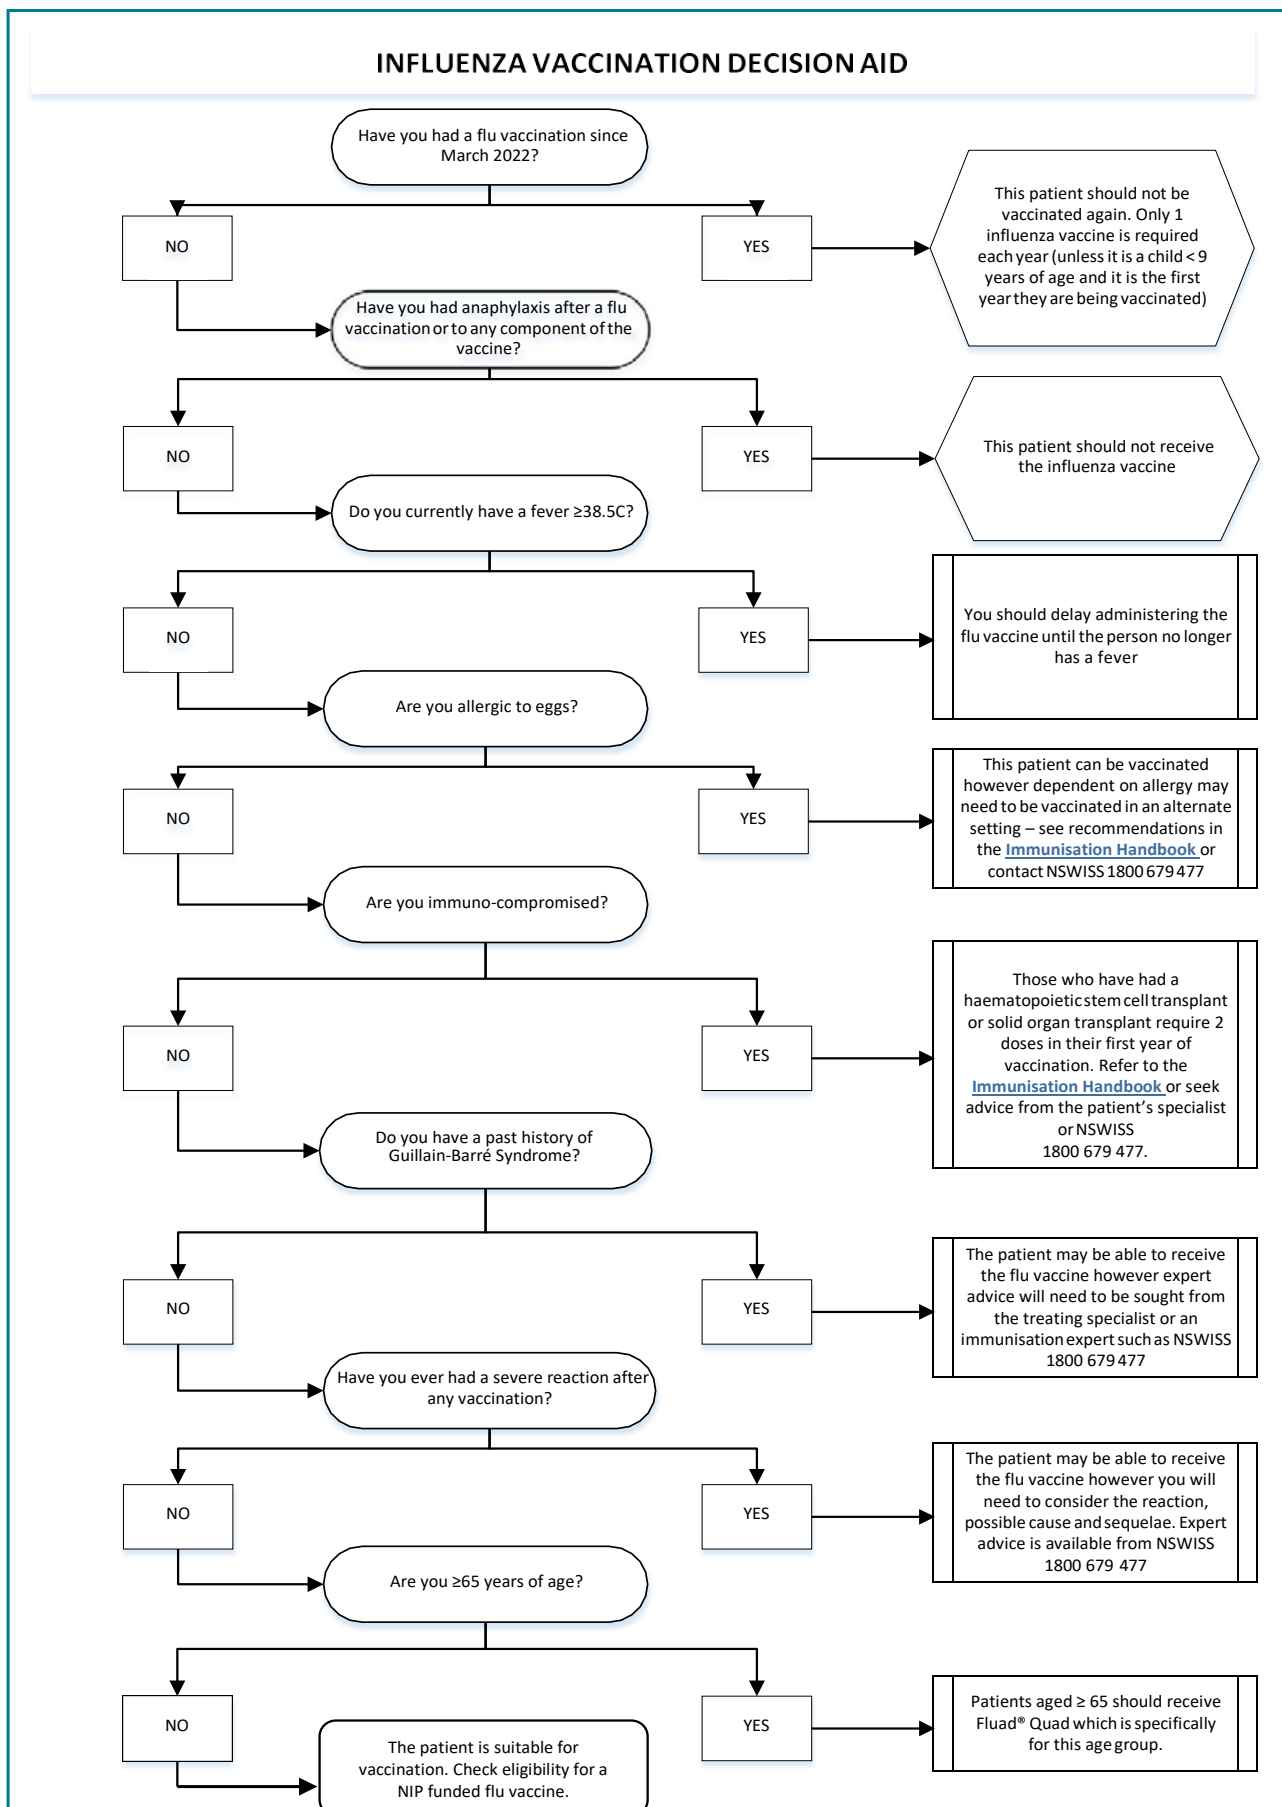 INFLUENZA VACCINATION DECISION AID
Have you had a flu vaccination since
March 2022?
NO
YES
This patient should not be
vaccinated again. Only 1
influenza vaccine is required
each year (unless it is a child < 9
years of age and it is the first
year they are being vaccinated)
Have you had anaphylaxis after a flu
vaccination or to any component of the
vaccine?
NO
YES
This patient should not receive
the influenza vaccine
Do you currently have a fever ≥38.5C?
NO
YES
You should delay administering the
flu vaccine until the person no longer
has a fever
Are you allergic to eggs?
NO
YES
This patient can be vaccinated
however dependent on allergy may
need to be vaccinated in an alternate
setting – see recommendations in
the Immunisation Handbook or
contact NSWISS 1800 679 477
Are you immuno-compromised?
NO
YES
Those who have had a
haematopoietic stem cell transplant
or solid organ transplant require 2
doses in their first year of
vaccination. Refer to the
Immunisation Handbook or seek
advice from the patient’s specialist
or NSWISS
1800 679 477.
Do you have a past history of
Guillain-Barré Syndrome?
NO
YES
The patient may be able to receive
the flu vaccine however expert
advice will need to be sought from
the treating specialist or an
immunisation expert such as NSWISS
1800 679 477
Have you ever had a severe reaction after
any vaccination?
NO
YES
The patient may be able to receive
the flu vaccine however you will
need to consider the reaction,
possible cause and sequelae. Expert
advice is available from NSWISS
1800 679 477
Are you ≥65 years of age?
NO
YES
Patients aged ≥ 65 should receive
Fluad® Quad which is specifically
for this age group.
The patient is suitable for
vaccination. Check eligibility for a
NIP funded flu vaccine.